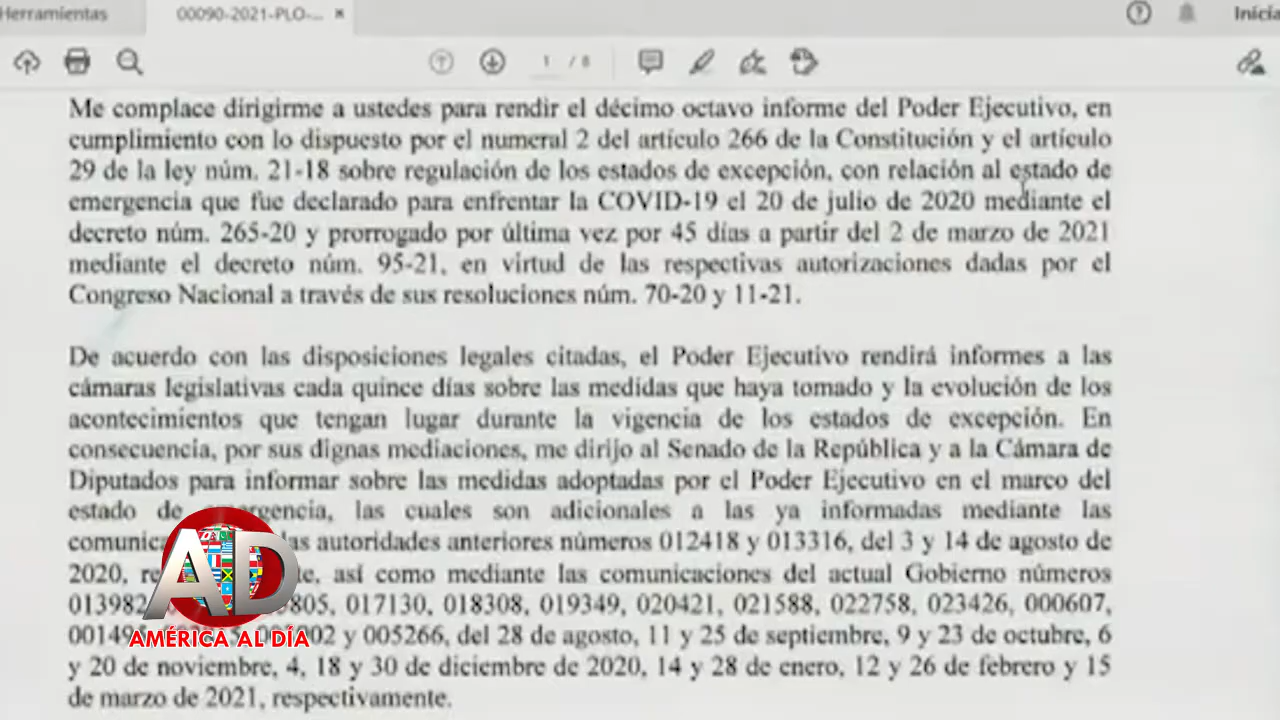 Herramientas
00090-2021-PLO-...
Inicia
1 / 8
Me complace dirigirme a ustedes para rendir el décimo octavo informe del Poder Ejecutivo, en
cumplimiento con lo dispuesto por el numeral 2 del artículo 266 de la Constitución y el artículo
29 de la ley núm. 21-18 sobre regulación de los estados de excepción, con relación al estado de
emergencia que fue declarado para enfrentar la COVID-19 el 20 de julio de 2020 mediante el
decreto núm. 265-20 y prorrogado por última vez por 45 días a partir del 2 de marzo de 2021
mediante el decreto núm. 95-21, en virtud de las respectivas autorizaciones dadas por el
Congreso Nacional a través de sus resoluciones núm. 70-20 y 11-21.
De acuerdo con las disposiciones legales citadas, el Poder Ejecutivo rendirá informes a las
cámaras legislativas cada quince días sobre las medidas que haya tomado y la evolución de los
acontecimientos que tengan lugar durante la vigencia de los estados de excepción. En
consecuencia, por sus dignas mediaciones, me dirijo al Senado de la República y a la Cámara de
Diputados para informar sobre las medidas adoptadas por el Poder Ejecutivo en el marco del
estado de las cuales son adicionales a las ya informadas mediante las
las autoridades anteriores números 012418 y 013316, del 3 y 14 de agosto de
2020, así como mediante las comunicaciones del actual Gobierno números
013982, 017130, 018308, 019349, 020421, 021588, 022758, 023426, 000607,
y 005266, del 28 de agosto, 11 y 25 de septiembre, 9 y 23 de octubre, 6
y 20 de noviembre, 4, 18 y 30 de diciembre de 2020, 14 y 28 de enero, 12 y 26 de febrero y 15
de marzo de 2021, respectivamente.
AD
AMÉRICA AL DÍA